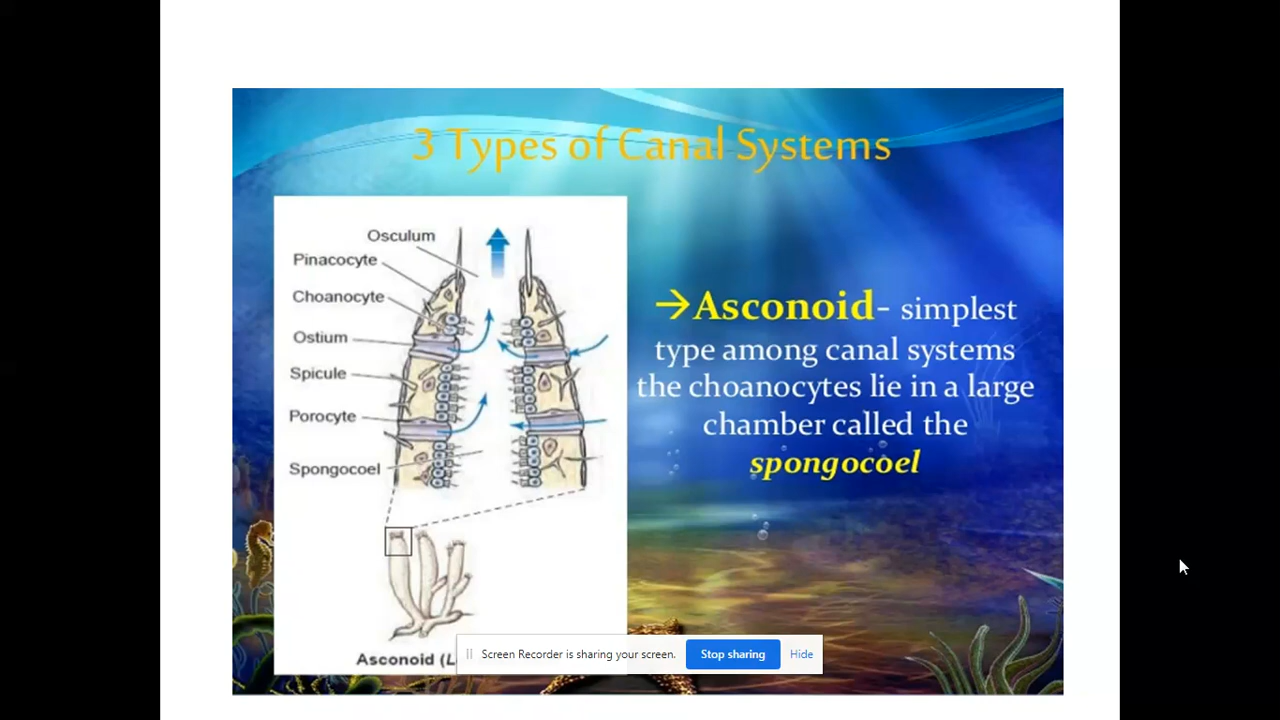 3 Types of Canal Systems
Osculum
Pinacocyte
Choanocyte
Ostium
Spicule
Porocyte
Spongocoel
Asconoid (L
→Asconoid- simplest
type among canal systems
the choanocytes lie in a large
chamber called the
spongocoel
Screen Recorder is sharing your screen.
Stop sharing
Hide